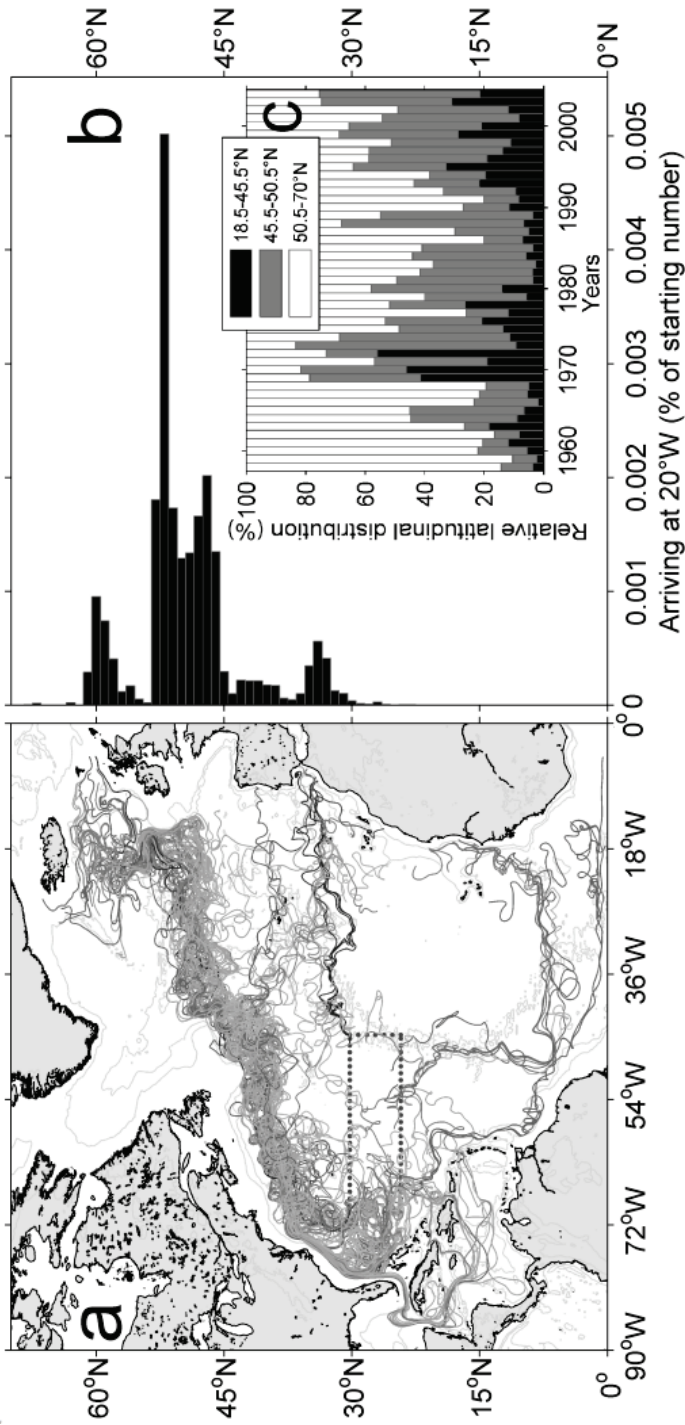 a
60°N
45°N
30°N
15°N
0°
90°W
72°W
54°W
36°W
18°W
0°
b
60°N
45°N
30°N
15°N
0°N
0
0.001
0.002
0.003
0.004
0.005
Arriving at 20°W (% of starting number)
c
18.5-45.5°N
45.5-50.5°N
50.5-70°N
100
80
60
40
20
0
Relative latitudinal distribution (%)
1960
1970
1980
1990
2000
Years